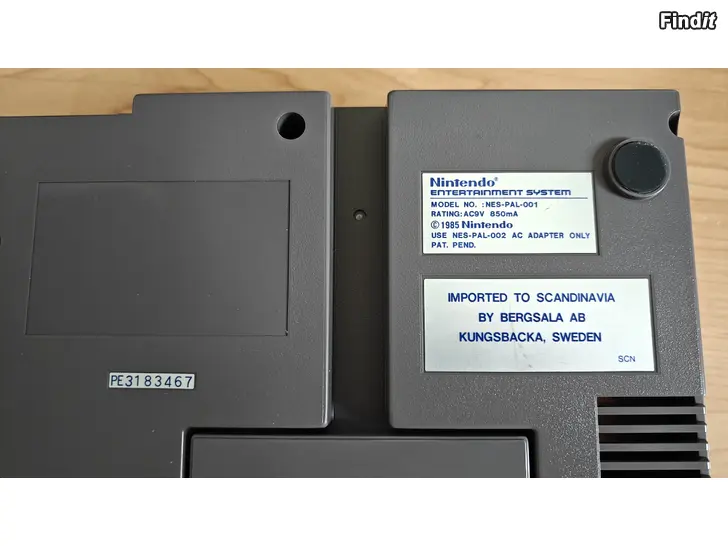 Findit
Nintendo®
ENTERTAINMENT SYSTEM
MODEL NO. :NES-PAL-001
RATING:AC9V 850mA
©1985 Nintendo
USE NES-PAL-002 AC ADAPTER ONLY
PAT. PEND.
IMPORTED TO SCANDINAVIA
BY BERGSALA AB
KUNGSBACKA, SWEDEN
SCN
PE3183467